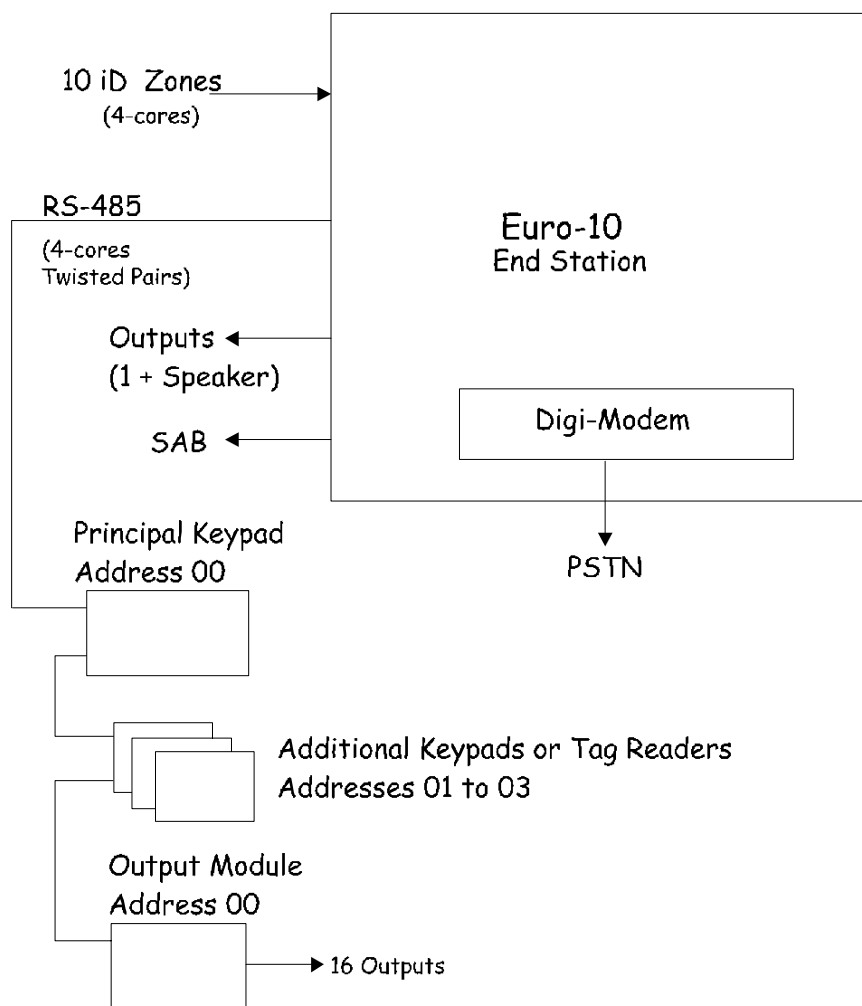 10 iD Zones
(4-cores)
RS-485
(4-cores
Twisted Pairs)
Euro-10
End Station
Outputs
(1 + Speaker)
SAB
Digi-Modem
PSTN
Principal Keypad
Address 00
Additional Keypads or Tag Readers
Addresses 01 to 03
Output Module
Address 00
16 Outputs